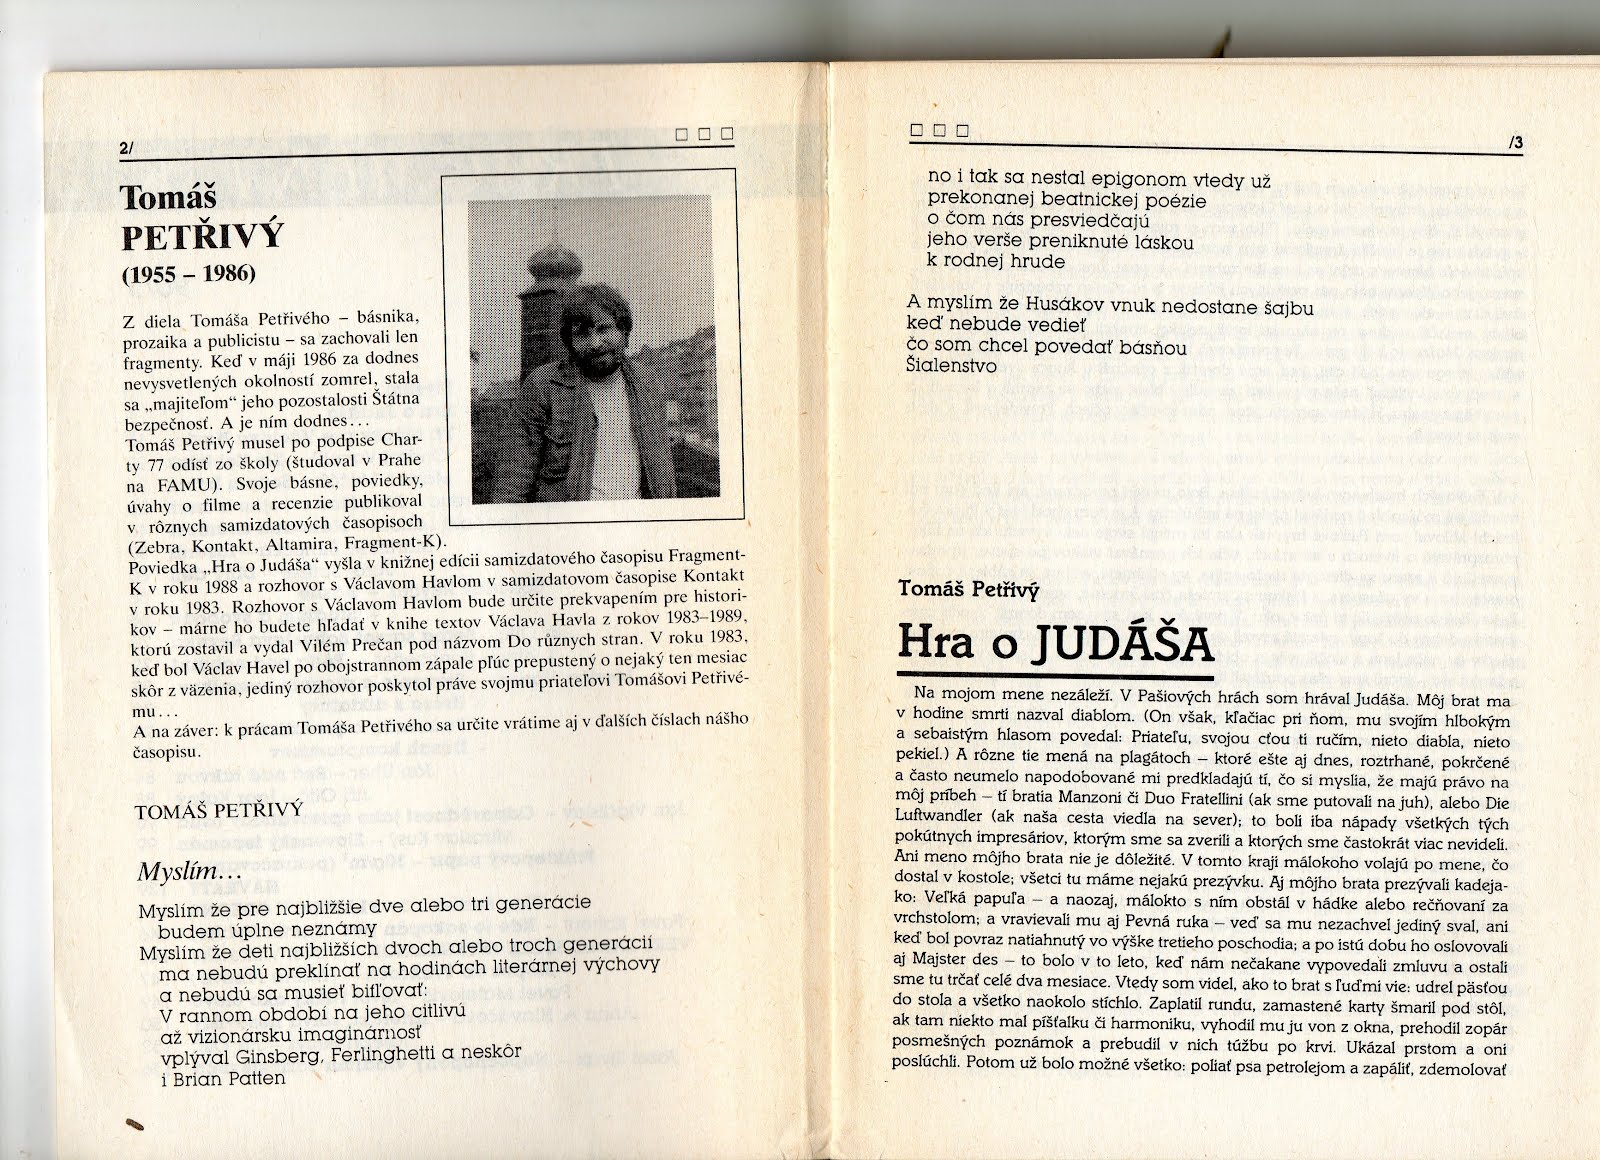 2/
Tomáš
PETŘIVÝ
(1955 – 1986)
Z diela Tomáša Petřivého – básnika,
prozaika a publicistu – sa zachovali len
fragmenty. Keď v máji 1986 za dodnes
nevysvetlených okolností zomrel, stala
sa „majiteľom“ jeho pozostalosti Štátna
bezpečnosť. A je ním dodnes...
Tomáš Petřivý musel po podpise Char-
ty 77 odísť zo školy (študoval v Prahe
na FAMU). Svoje básne, poviedky,
úvahy o filme a recenzie publikoval
v rôznych samizdatových časopisoch
(Zebra, Kontakt, Altamira, Fragment-K).
Poviedka „Hra o Judáša“ vyšla v knižnej edícii samizdatového časopisu Fragment-
K v roku 1988 a rozhovor s Václavom Havlom v samizdatovom časopise Kontakt
v roku 1983. Rozhovor s Václavom Havlom bude určite prekvapením pre histori-
kov – márne ho budete hľadať v knihe textov Václava Havla z rokov 1983–1989,
ktorú zostavil a vydal Vilém Prečan pod názvom Do různych stran. V roku 1983,
keď bol Václav Havel po obojstrannom zápale pľúc prepustený o nejaký ten mesiac
skôr z väzenia, jediný rozhovor poskytol práve svojmu priateľovi Tomášovi Petřivé-
mu...
A na záver: k prácam Tomáša Petřivého sa určite vrátime aj v ďalších číslach nášho
časopisu.
TOMÁŠ PETŘIVÝ
Myslím...
Myslím že pre najbližšie dve alebo tri generácie
budem úplne neznámy
Myslím že deti najbližších dvoch alebo troch generácií
ma nebudú preklínať na hodinách literárnej výchovy
a nebudú sa musieť bifľovať:
V rannom období na jeho citlivú
až vizionársku imaginárnosť
vplýval Ginsberg, Ferlinghetti a neskôr
i Brian Patten
/3
no i tak sa nestal epigonom vtedy už
prekonanej beatnickej poézie
o čom nás presviedčajú
jeho verše preniknuté láskou
k rodnej hrude
A myslím že Husákov vnuk nedostane šajbu
keď nebude vedieť
čo som chcel povedať básňou
Šialenstvo
Tomáš Petřivý
Hra o JUDÁŠA
Na mojom mene nezáleží. V Pašiových hrách som hrával Judáša. Môj brat ma
v hodine smrti nazval diablom. (On však, kľačiac pri ňom, mu svojím hlbokým
a sebaistým hlasom povedal: Priateľu, svojou cťou ti ručím, nieto diabla, nieto
pekiel.) A rôzne tie mená na plagátoch – ktoré ešte aj dnes, roztrhané, pokrčené
a často neumelo napodobované mi predkladajú tí, čo si myslia, že majú právo na
môj príbeh – tí bratia Manzoni či Duo Fratellini (ak sme putovali na juh), alebo Die
Luftwandler (ak naša cesta viedla na sever); to boli iba nápady všetkých tých
pokútnych impresáriov, ktorým sme sa zverili a ktorých sme častokrát viac nevideli.
Ani meno môjho brata nie je dôležité. V tomto kraji málokoho volajú po mene, čo
dostal v kostole; všetci tu máme nejakú prezývku. Aj môjho brata prezývali kadeja-
ko: Veľká papuľa – a naozaj, málokto s ním obstál v hádke alebo rečňovaní za
vrchstolom; a vravievali mu aj Pevná ruka – veď sa mu nezachvel jediný sval, ani
keď bol povraz natiahnutý vo výške tretieho poschodia; a po istú dobu ho oslovovali
aj Majster des – to bolo v to leto, keď nám nečakane vypovedali zmluvu a ostali
sme tu trčať celé dva mesiace. Vtedy som videl, ako to brat s ľuďmi vie: udrel päsťou
do stola a všetko naokolo stíchlo. Zaplatil rundu, zamastené karty šmaril pod stôl,
ak tam niekto mal píšťalku či harmoniku, vyhodil mu ju von z okna, prehodil zopár
posmešných poznámok a prebudil v nich túžbu po krvi. Ukázal prstom a oni
poslúchli. Potom už bolo možné všetko: poliať psa petrolejom a zapáliť, zdemolovať